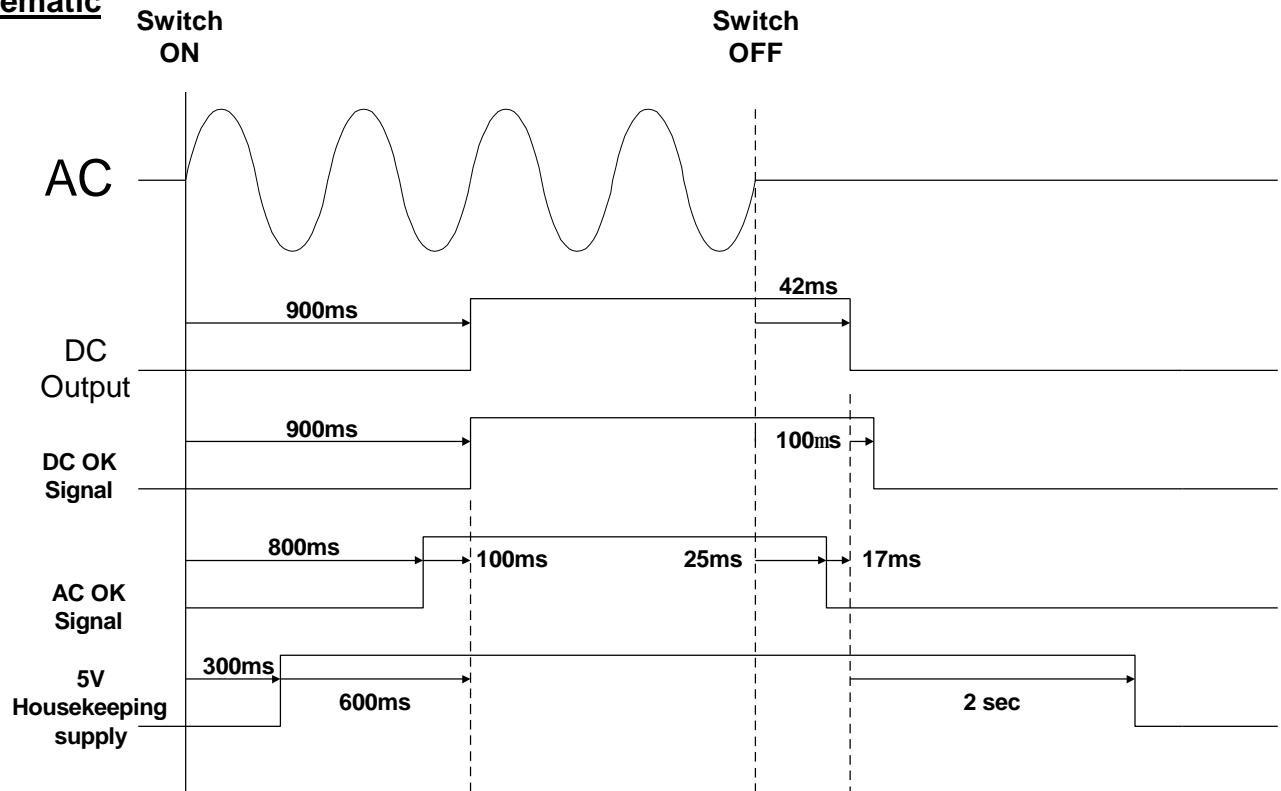 ematic
Switch
ON
Switch
OFF
AC
42ms
900ms
DC
Output
900ms
100ms
DC OK
Signal
800ms
100ms
25ms
17ms
AC OK
Signal
300ms
5V
Housekeeping
supply
600ms
2 sec